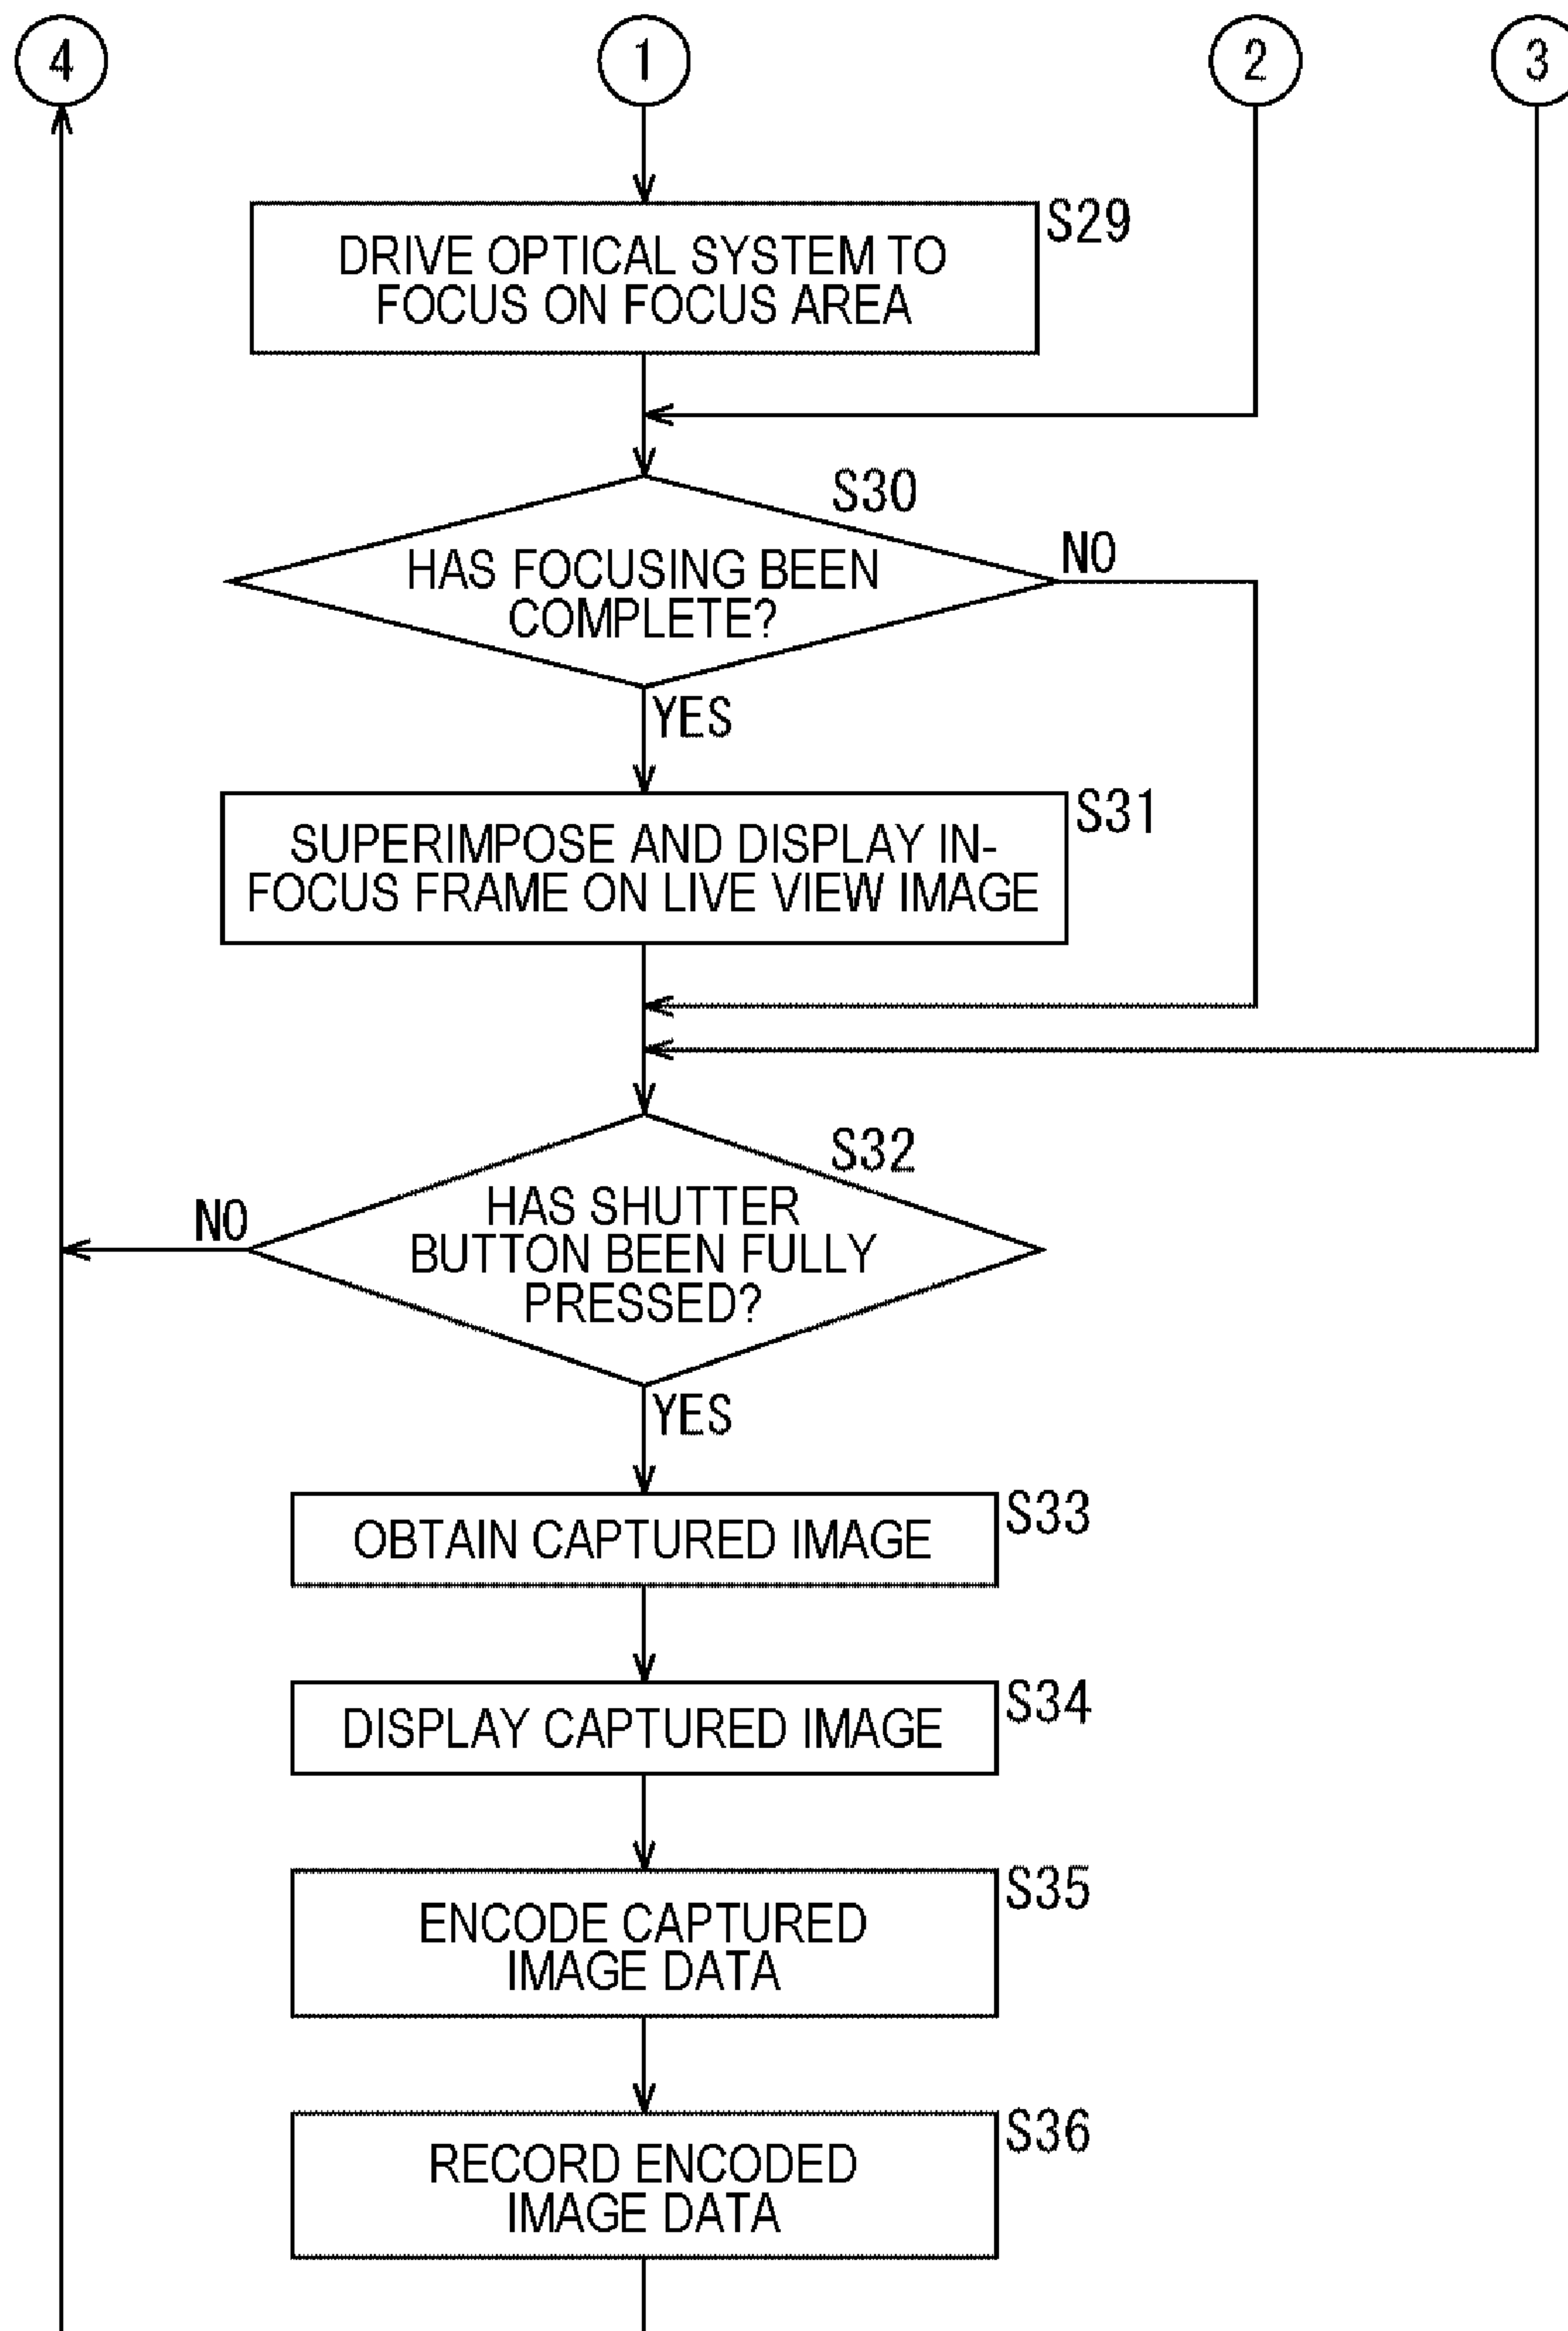 4
1
2
3
S29
DRIVE OPTICAL SYSTEM TO
FOCUS ON FOCUS AREA
S30
HAS FOCUSING BEEN
COMPLETE?
NO
YES
S31
SUPERIMPOSE AND DISPLAY IN-
FOCUS FRAME ON LIVE VIEW IMAGE
S32
HAS SHUTTER
BUTTON BEEN FULLY
PRESSED?
NO
YES
S33
OBTAIN CAPTURED IMAGE
S34
DISPLAY CAPTURED IMAGE
S35
ENCODE CAPTURED
IMAGE DATA
S36
RECORD ENCODED
IMAGE DATA